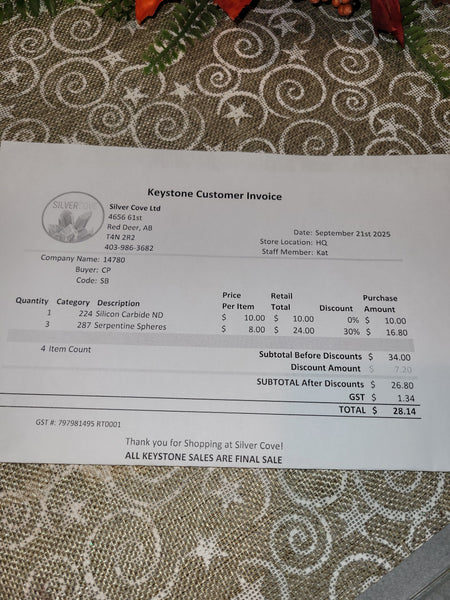 Keystone Customer Invoice
SILVERCOVE
Silver Cove Ltd
4656 61st
Red Deer, AB
T4N 2R2
403-986-3682
Date: September 21st 2025
Store Location: HQ
Staff Member: Kat
Company Name: 14780
Buyer: CP
Code: SB
Quantity Category Description Price Per Item Retail Total Discount Purchase Amount
1 224 Silicon Carbide ND $ 10.00 $ 10.00 0% $ 10.00
3 287 Serpentine Spheres $ 8.00 $ 24.00 30% $ 16.80
4 Item Count
Subtotal Before Discounts $ 34.00
Discount Amount $ 7.20
SUBTOTAL After Discounts $ 26.80
GST $ 1.34
TOTAL $ 28.14
GST #: 797981495 RT0001
Thank you for Shopping at Silver Cove!
ALL KEYSTONE SALES ARE FINAL SALE